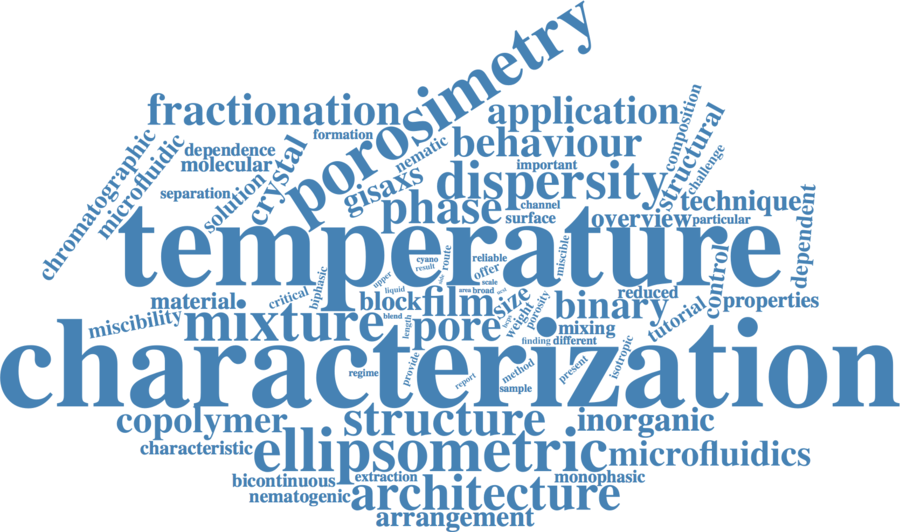 porosimetry
fractionation
application
composition
chromatographic
microfluidic
formation
behaviour
structural
challenge
dependence
molecular
crystal
nematic
important
separation
solution
gisaxs
dispersity
technique
phase
channel
surface
overview
particular
dependent
temperature
cyano
result
route
reliable
offer
scale
miscible
upper
liquid
area
broad
biphasic
critical
material
block
film
size
porosity
binary
reduced
control
properties
miscibility
mixture
blend
length
pore
weight
mixing
tutorial
finding
different
characterization
regime
provide
report
method
sample
present
isotropic
copolymer
structure
inorganic
characteristic
ellipsometric
microfluidics
bicontinuous
extraction
monophasic
nematogenic
architecture
arrangement